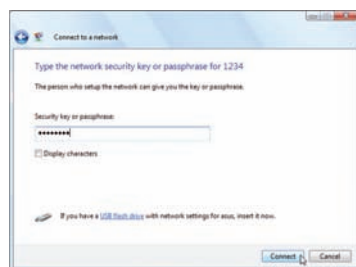 Connect to a network
Type the network security key or passphrase for 1234
The person who setup the network can give you the key or passphrase.
Security key or passphrase:
••••••••
Display characters
If you have a USB flash drive with network settings for asus, insert it now.
Connect Cancel